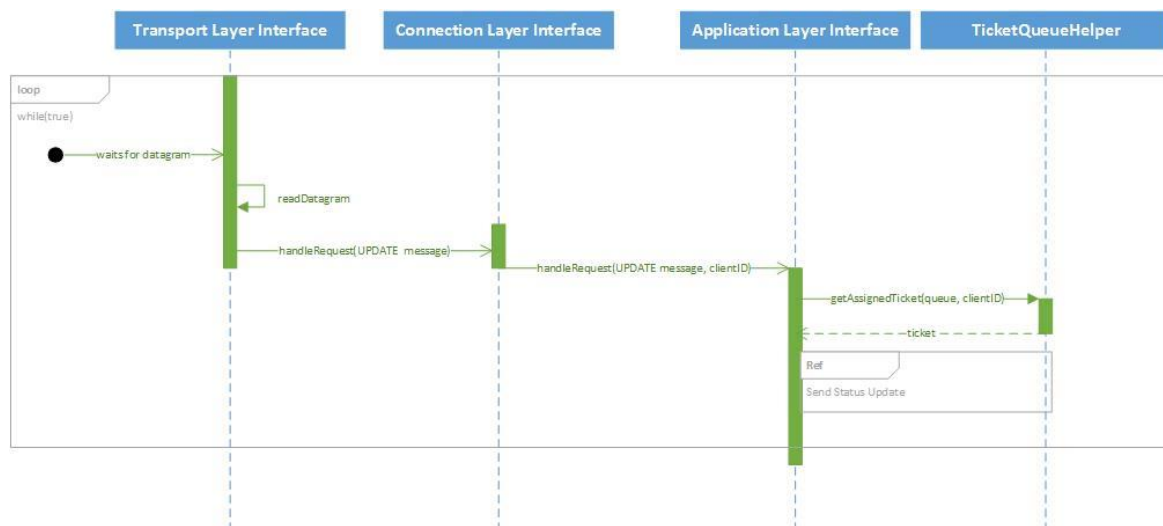 Transport Layer Interface
Connection Layer Interface
Application Layer Interface
TicketQueueHelper
loop
while(true)
waits for datagram
readDatagram
handleRequest(UPDATE message)
handleRequest(UPDATE message, clientID)
getAssignedTicket(queue, clientID)
ticket
Ref
Send Status Update